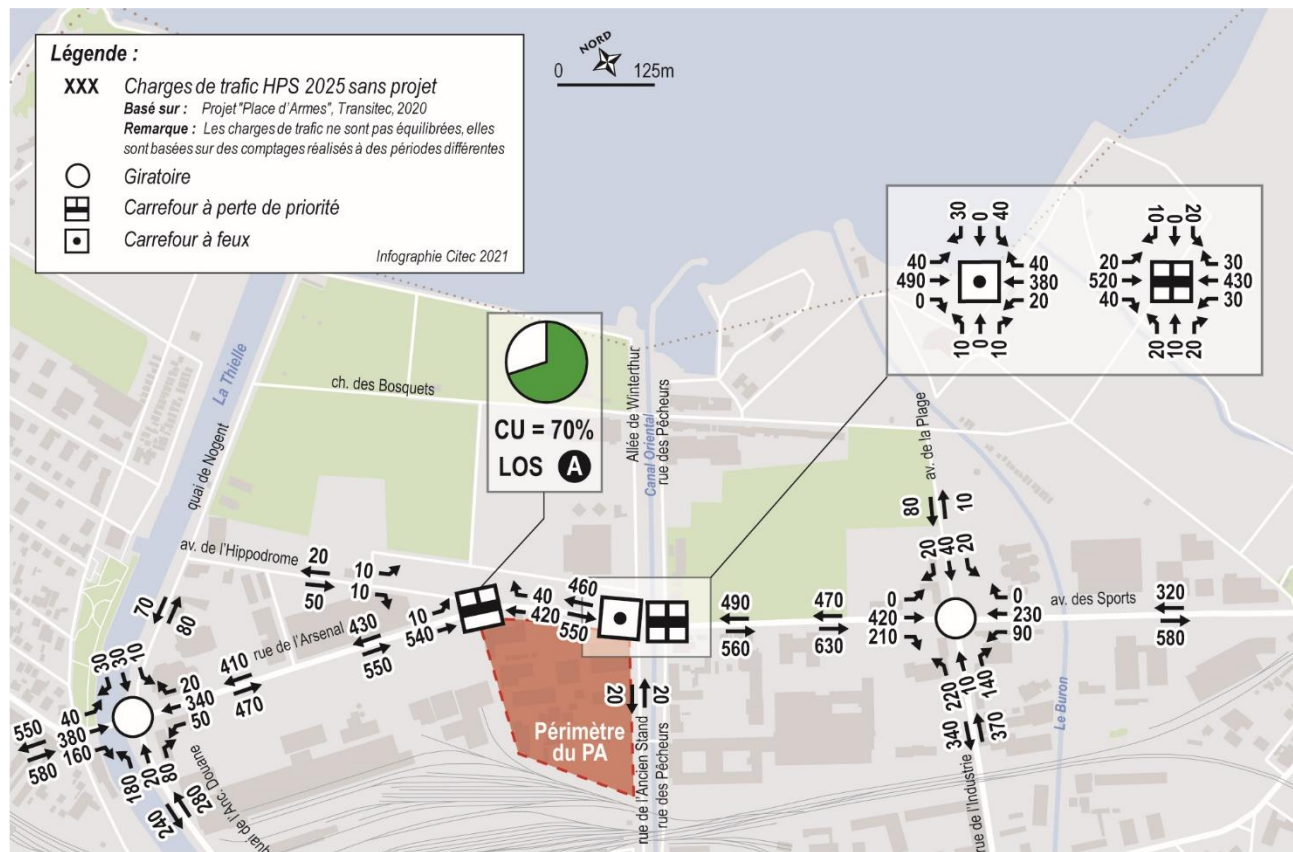 Légende :
XXX Charges de trafic HPS 2025 sans projet
Basé sur : Projet "Place d'Armes", Transitec, 2020
Remarque : Les charges de trafic ne sont pas équilibrées, elles
sont basées sur des comptages réalisés à des périodes différentes
Giratoire
Carrefour à perte de priorité
Carrefour à feux
Infographie Citec 2021
NORD
0 125m
30 0 40
40 40
490 380
0 20
10 0 10
10 0 20
20 30
520 430
40 30
20 10 20
CU = 70%
LOS A
La Thielle
quai de Nogent
ch. des Bosquets
Allée de Winterthur
Canal Oriental
rue des Pêcheurs
av. de la Plage
80 10
av. de l'Hippodrome
20
50
10
10
70 80
rue de l'Arsenal
430
550
10
540
40
420
460
550
490
560
470
630
20 40 20
0 0
420 230
210 90
220 10 140
340 370
av. des Sports
320
580
Le Buron
rue de l'Industrie
410
470
30 30 10
40 20
380 340
160 50
180 20 80
550
580
240 280
quai de l'Anc. Douane
Périmètre
du PA
20 20
rue de l'Ancien Stand
rue des Pêcheurs